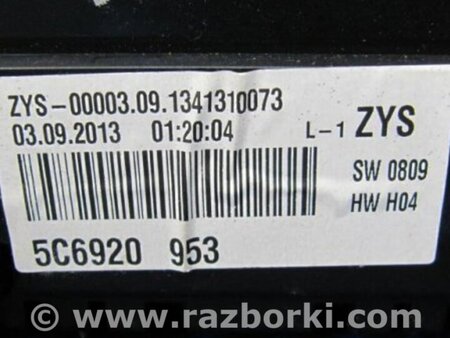 ZYS-00003.09.1341310073
03.09.2013 01:20:04 L-1 ZYS
SW 0809
HW H04
5C6920 953
www.razborki.com